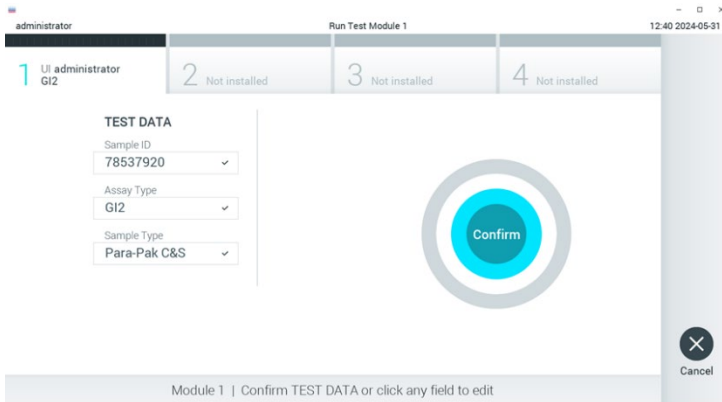 administrator
Run Test Module 1
12:40 2024-05-31
1 UI administrator
GI2
2 Not installed
3 Not installed
4 Not installed
TEST DATA
Sample ID
78537920
Assay Type
GI2
Sample Type
Para-Pak C&S
Confirm
Cancel
Module 1 | Confirm TEST DATA or click any field to edit